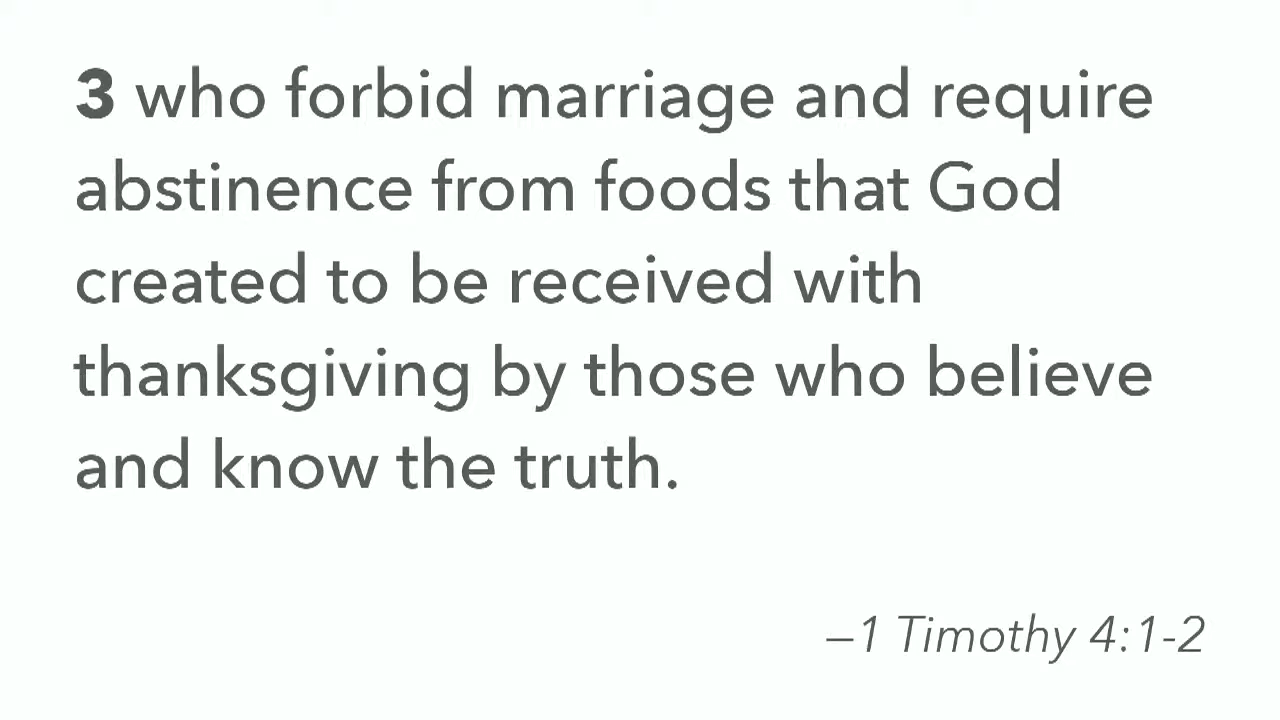 3 who forbid marriage and require
abstinence from foods that God
created to be received with
thanksgiving by those who believe
and know the truth.
–1 Timothy 4:1-2